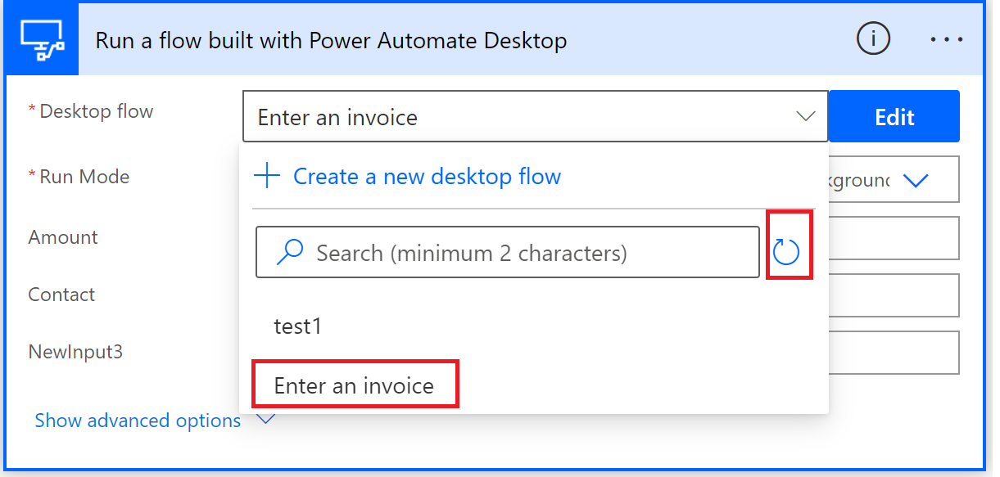 Run a flow built with Power Automate Desktop
* Desktop flow
Enter an invoice
Edit
Create a new desktop flow
* Run Mode
Search (minimum 2 characters)
Amount
Contact
test1
NewInput3
Enter an invoice
Show advanced options